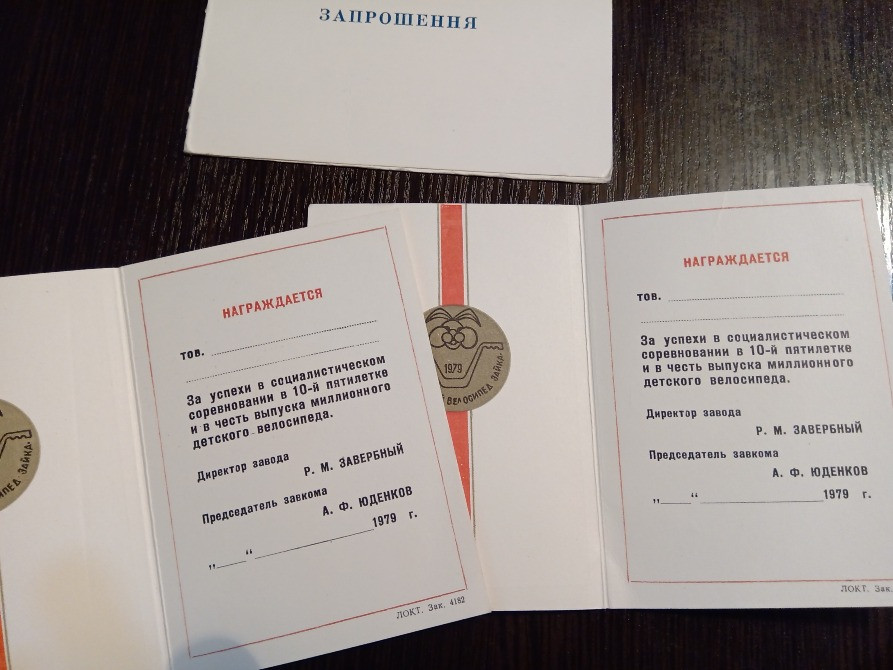 ЗАПРОШЕННЯ
НАГРАЖДАЕТСЯ
тов.
За успехи в социалистическом
соревновании в 10-й пятилетке
и в честь выпуска миллионного
детского велосипеда.
Директор завода
Р. М. ЗАВЕРБНЫЙ
Председатель завкома
А. Ф. ЮДЕНКОВ
„ “ 1979 г.
ЛОКТ. Зак. 4182
1979
ВЕЛОСИПЕД ЗАЙКА
НАГРАЖДАЕТСЯ
тов.
За успехи в социалистическом
соревновании в 10-й пятилетке
и в честь выпуска миллионного
детского велосипеда.
Директор завода
Р. М. ЗАВЕРБНЫЙ
Председатель завкома
А. Ф. ЮДЕНКОВ
„ “ 1979 г.
ЛОКТ. Зак.